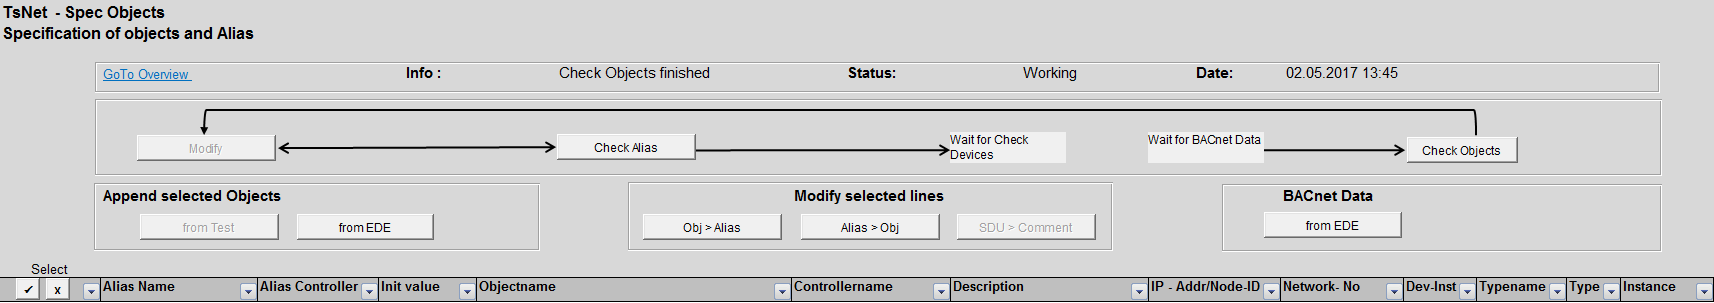 TsNet - Spec Objects
Specification of objects and Alias
GoTo Overview Info : Check Objects finished Status: Working Date: 02.05.2017 13:45
Modify Check Alias Wait for Check Devices Wait for BACnet Data Check Objects
Append selected Objects Modify selected lines BACnet Data
from Test from EDE Obj > Alias Alias > Obj SDU > Comment from EDE
Select
✓ x Alias Name Alias Controller Init value Objectname Controllername Description IP - Addr/Node-ID Network- No Dev-Inst Typename Type Instance